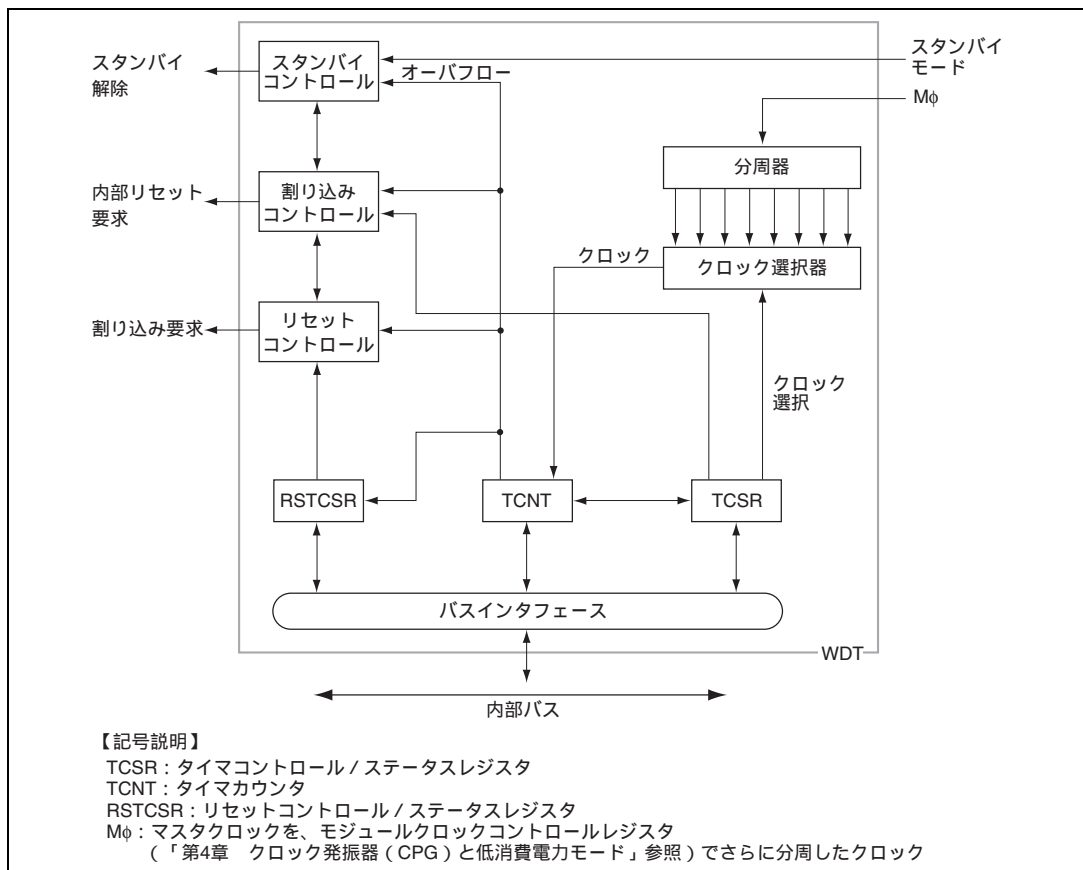 スタンバイ
解除
スタンバイ
コントロール
オーバフロー
スタンバイ
モード
Mφ
分周器
内部リセット
要求
割り込み
コントロール
クロック
クロック選択器
割り込み要求
リセット
コントロール
クロック
選択
RSTCSR
TCNT
TCSR
バスインタフェース
WDT
内部バス
【記号説明】
TCSR：タイマコントロール / ステータスレジスタ
TCNT：タイマカウンタ
RSTCSR：リセットコントロール / ステータスレジスタ
Mφ：マスタクロックを、モジュールクロックコントロールレジスタ
（「第4章　クロック発振器（CPG）と低消費電力モード」参照）でさらに分周したクロック